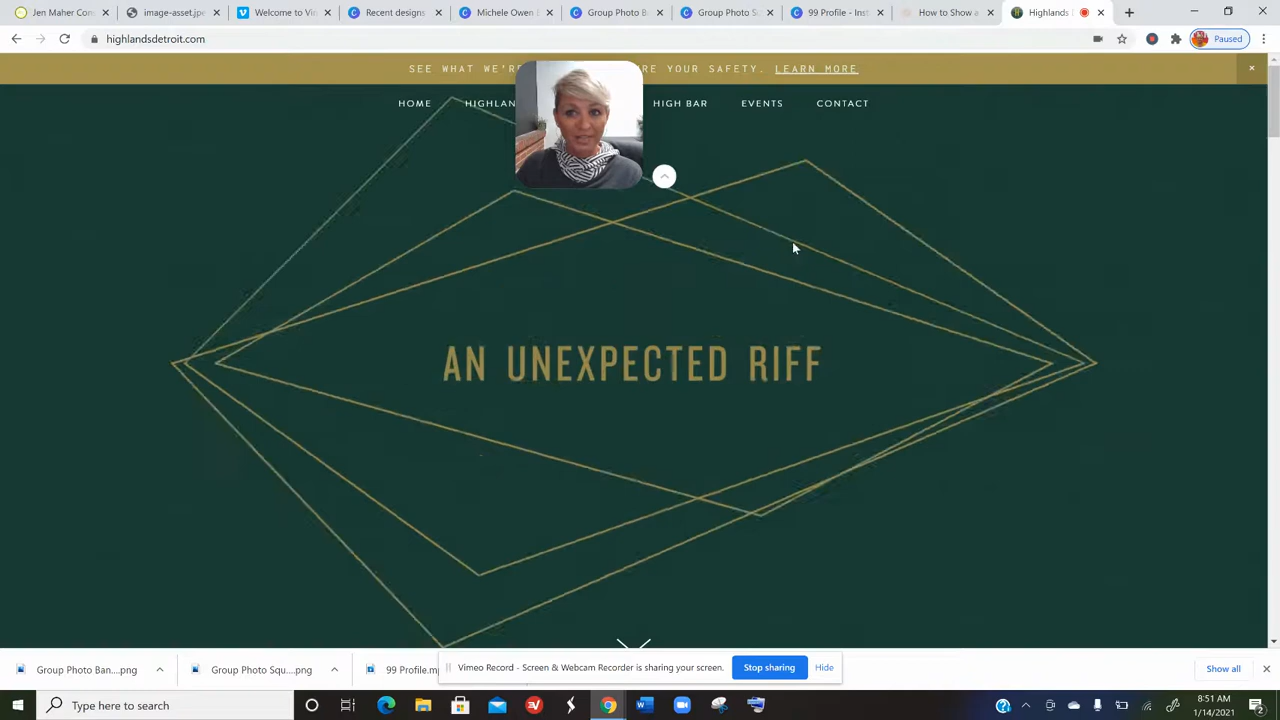 Jen Maher Con
image-asset.jpe
Welcome to Vin
Recent designs
Michele Owen
Group Photo B
Group Photo S
99 Profile - Inst
How to Show a
Highlands
highlandsdetroit.com
Paused
SEE WHAT WE'R RE YOUR SAFETY. LEARN MORE
HOME HIGHLAN HIGH BAR EVENTS CONTACT
AN UNEXPECTED RIFF
Group Photo Ban....png
Group Photo Squ....png
99 Profile.m
Vimeo Record - Screen & Webcam Recorder is sharing your screen.
Stop sharing
Hide
Show all
Type here to search
8:51 AM
1/14/2021
2